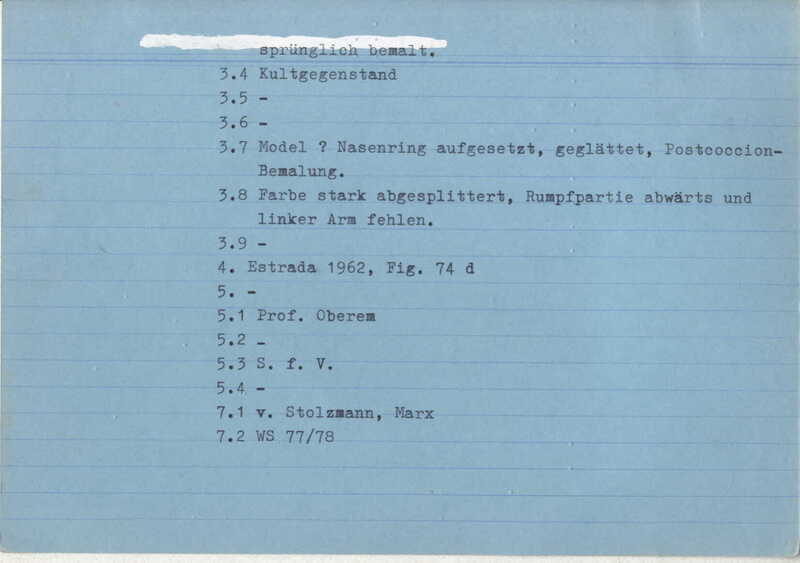 sprünglich bemalt.
3.4 Kultgegenstand
3.5 -
3.6 -
3.7 Model ? Nasenring aufgesetzt, geglättet, Postcoccion-
Bemalung.
3.8 Farbe stark abgesplittert, Rumpfpartie abwärts und
linker Arm fehlen.
3.9 -
4. Estrada 1962, Fig. 74 d
5. -
5.1 Prof. Oberem
5.2 -
5.3 S. f. V.
5.4 -
7.1 v. Stolzmann, Marx
7.2 WS 77/78